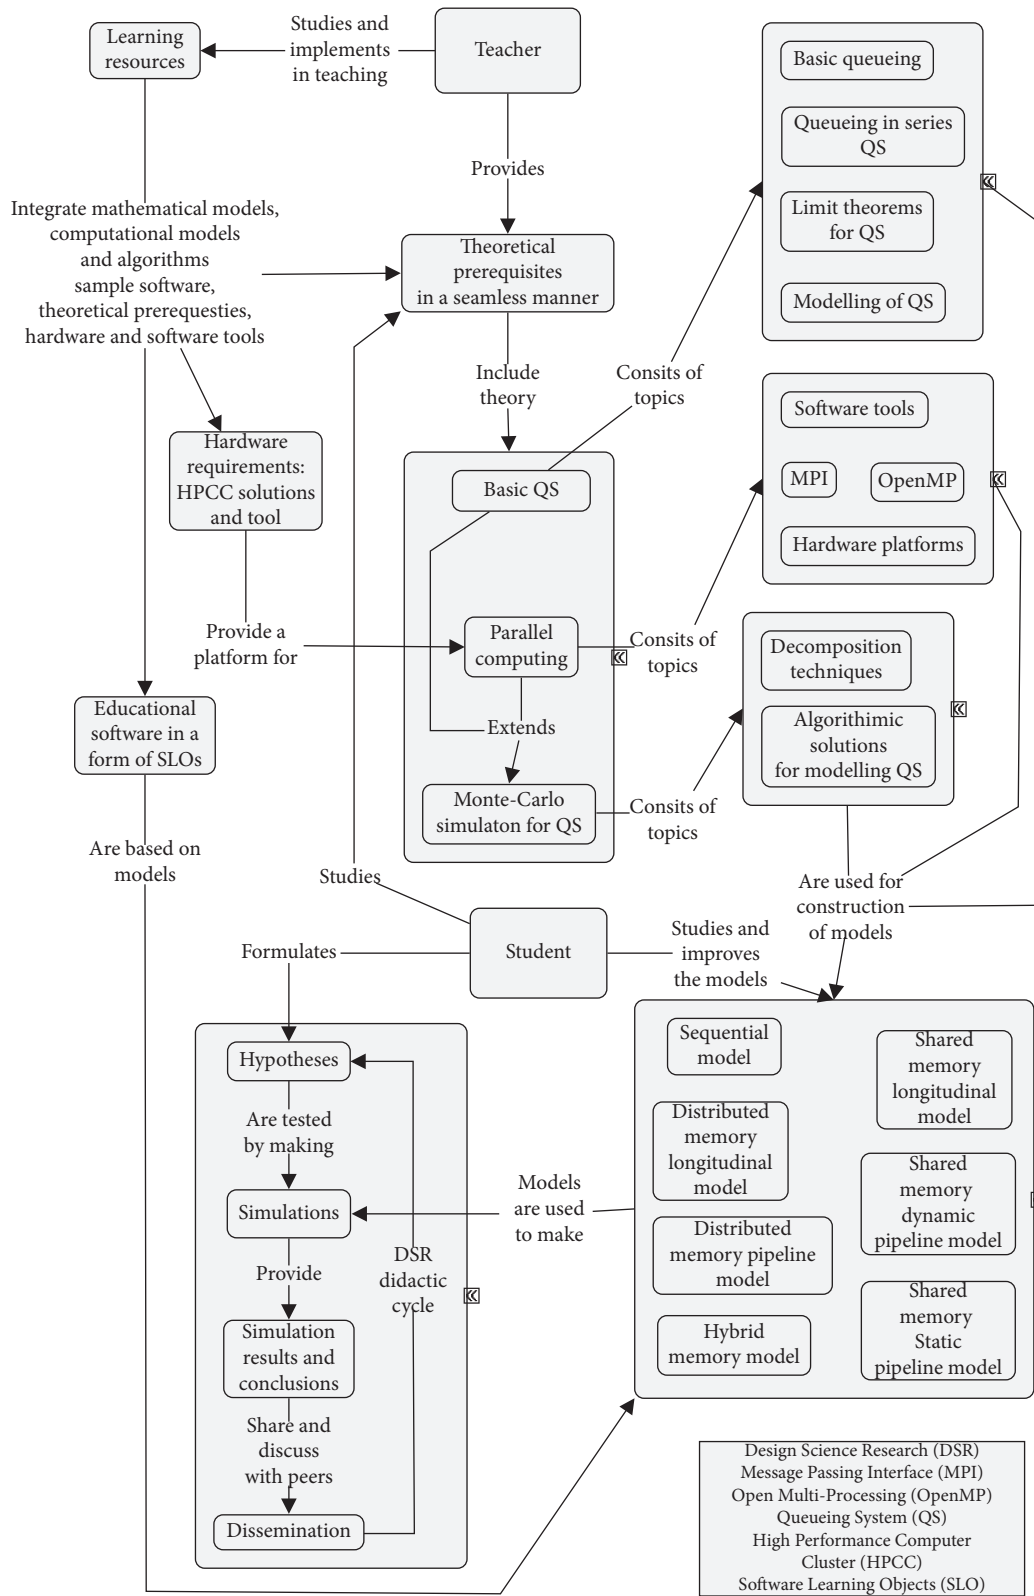 Learning
resources
Studies and
implements
in teaching
Teacher
Basic queueing
Queueing in series
QS
Limit theorems
for QS
Modelling of QS
Provides
Integrate mathematical models,
computational models
and algorithms
sample software,
theoretical prerequesties,
hardware and software tools
Theoretical
prerequisites
in a seamless manner
Include
theory
Consits of
topics
Software tools
MPI
OpenMP
Hardware platforms
Hardware
requirements:
HPCC solutions
and tool
Basic QS
Provide a
platform for
Parallel
computing
Consits of
topics
Decomposition
techniques
Algorithimic
solutions
for modelling QS
Educational
software in a
form of SLOs
Extends
Monte-Carlo
simulaton for QS
Consits of
topics
Are based on
models
Studies
Are used for
construction
of models
Formulates
Student
Studies and
improves
the models
Hypotheses
Are tested
by making
Simulations
Provide
DSR
didactic
cycle
Simulation
results and
conclusions
Share and
discuss
with peers
Dissemination
Models
are used
to make
Sequential
model
Shared
memory
longitudinal
model
Distributed
memory
longitudinal
model
Shared
memory
dynamic
pipeline model
Distributed
memory pipeline
model
Hybrid
memory model
Shared
memory
Static
pipeline model
Design Science Research (DSR)
Message Passing Interface (MPI)
Open Multi-Processing (OpenMP)
Queueing System (QS)
High Performance Computer
Cluster (HPCC)
Software Learning Objects (SLO)